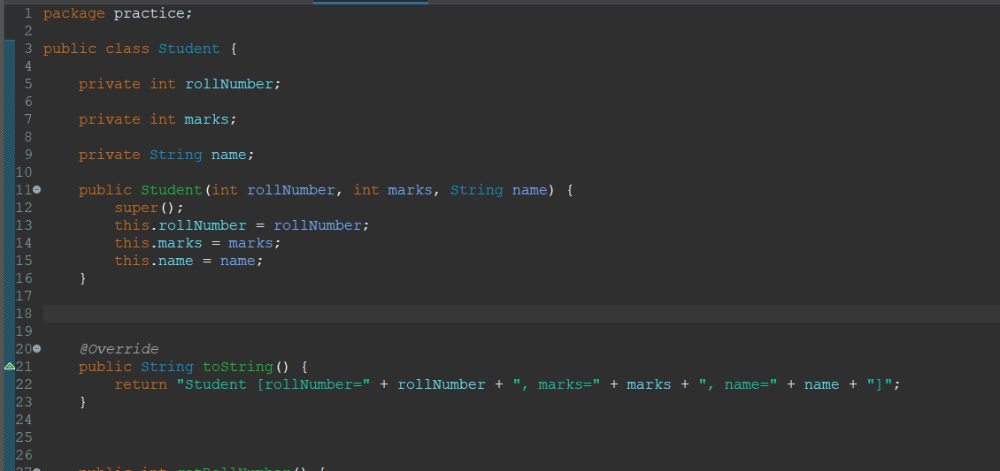 1 package practice;
2
3 public class Student {
4
5 private int rollNumber;
6
7 private int marks;
8
9 private String name;
10
11 public Student(int rollNumber, int marks, String name) {
12 super();
13 this.rollNumber = rollNumber;
14 this.marks = marks;
15 this.name = name;
16 }
17
18
19
20 @Override
21 public String toString() {
22 return "Student [rollNumber=" + rollNumber + ", marks=" + marks + ", name=" + name + "]";
23 }
24
25
26
27 public int getRollNumber() {